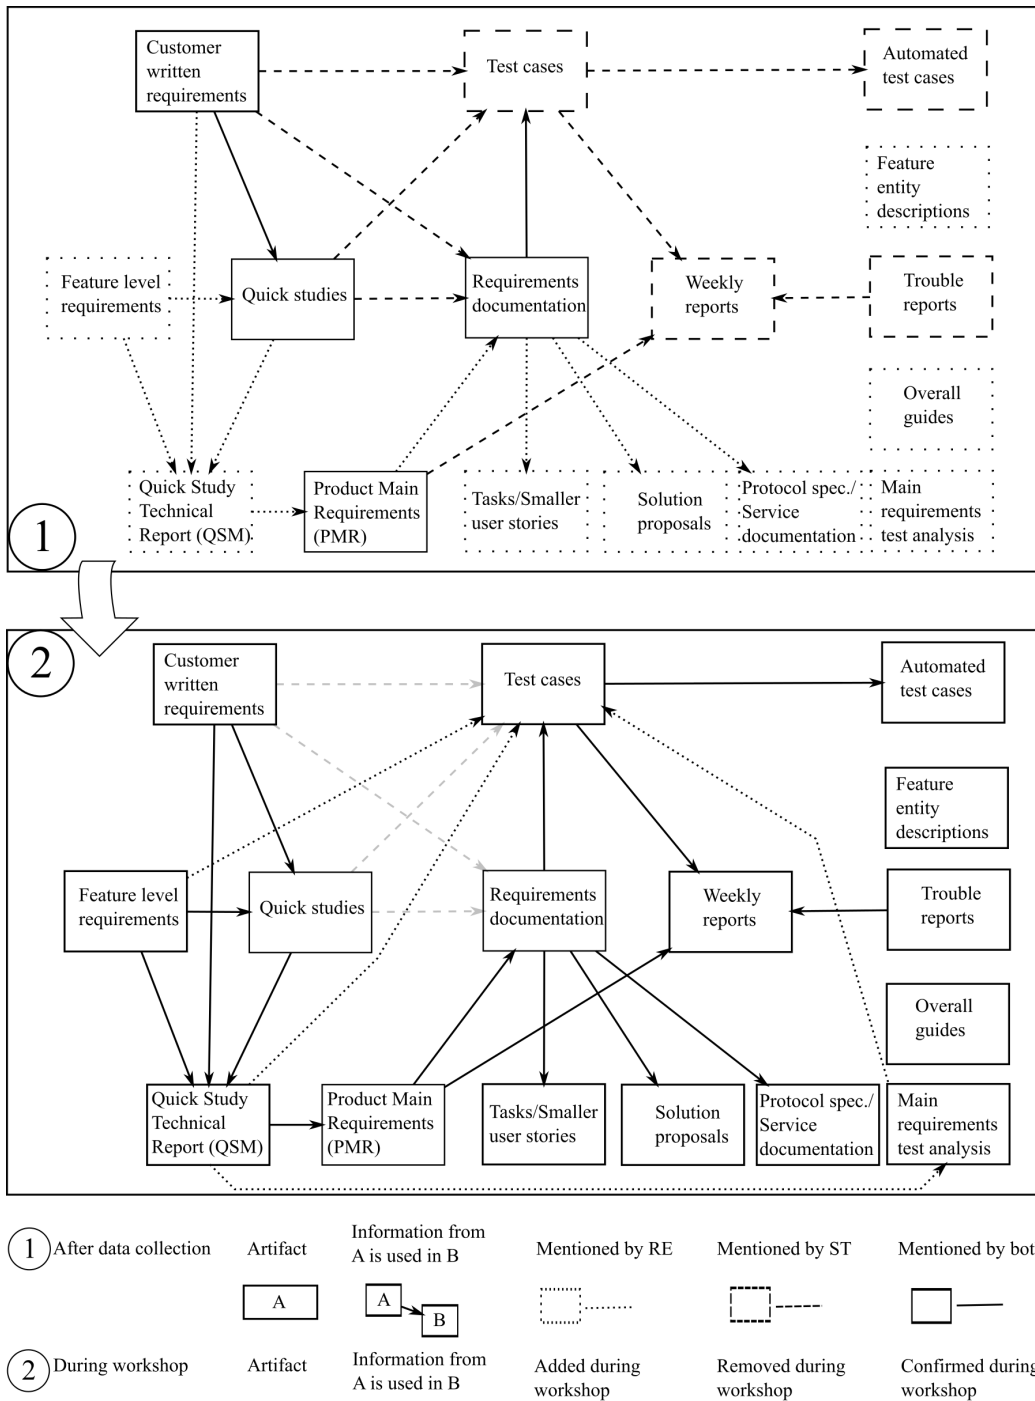 Customer
written
requirements
Test cases
Automated
test cases
Feature
entity
descriptions
Feature level
requirements
Quick studies
Requirements
documentation
Weekly
reports
Trouble
reports
Overall
guides
Quick Study
Technical
Report (QSM)
Product Main
Requirements
(PMR)
Tasks/Smaller
user stories
Solution
proposals
Protocol spec./
Service
documentation
Main
requirements
test analysis
1
2
Customer
written
requirements
Test cases
Automated
test cases
Feature
entity
descriptions
Feature level
requirements
Quick studies
Requirements
documentation
Weekly
reports
Trouble
reports
Overall
guides
Quick Study
Technical
Report (QSM)
Product Main
Requirements
(PMR)
Tasks/Smaller
user stories
Solution
proposals
Protocol spec./
Service
documentation
Main
requirements
test analysis
1 After data collection
Artifact
Information from
A is used in B
Mentioned by RE
Mentioned by ST
Mentioned by bot
A
A
B
2 During workshop
Artifact
Information from
A is used in B
Added during
workshop
Removed during
workshop
Confirmed during
workshop